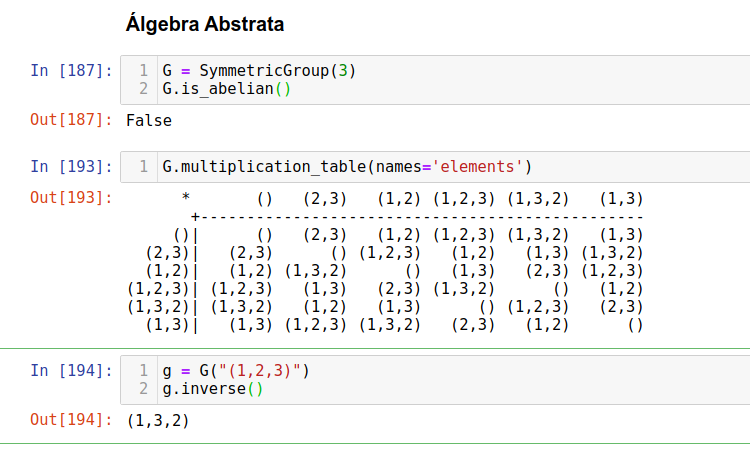 Álgebra Abstrata
In [187]: 1 G = SymmetricGroup(3)
2 G.is_abelian()
Out[187]: False
In [193]: 1 G.multiplication_table(names='elements')
Out[193]: * () (2,3) (1,2) (1,2,3) (1,3,2) (1,3)
+------------------------------------------------
()| () (2,3) (1,2) (1,2,3) (1,3,2) (1,3)
(2,3)| (2,3) () (1,2,3) (1,2) (1,3) (1,3,2)
(1,2)| (1,2) (1,3,2) () (1,3) (2,3) (1,2,3)
(1,2,3)| (1,2,3) (1,3) (2,3) (1,3,2) () (1,2)
(1,3,2)| (1,3,2) (1,2) (1,3) () (1,2,3) (2,3)
(1,3)| (1,3) (1,2,3) (1,3,2) (2,3) (1,2) ()
In [194]: 1 g = G("(1,2,3)")
2 g.inverse()
Out[194]: (1,3,2)